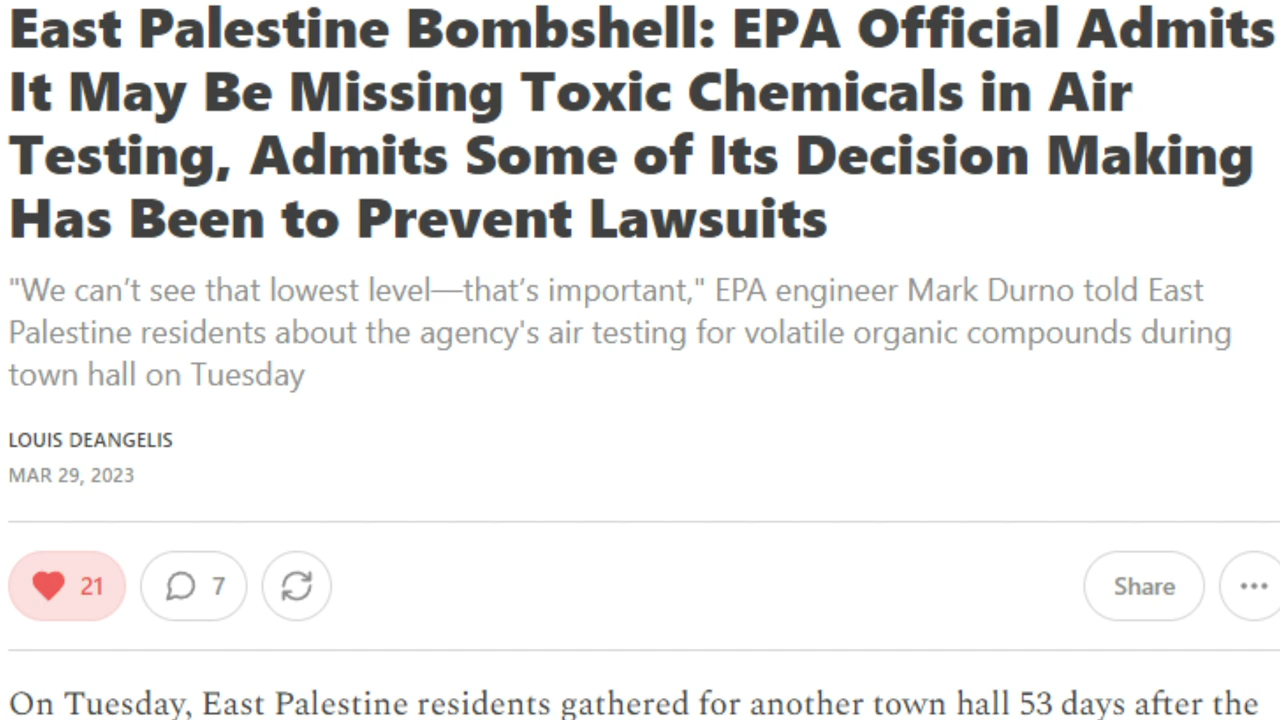 East Palestine Bombshell: EPA Official Admits
It May Be Missing Toxic Chemicals in Air
Testing, Admits Some of Its Decision Making
Has Been to Prevent Lawsuits
"We can’t see that lowest level—that’s important," EPA engineer Mark Durno told East
Palestine residents about the agency's air testing for volatile organic compounds during
town hall on Tuesday
LOUIS DEANGELIS
MAR 29, 2023
21
7
Share
On Tuesday, East Palestine residents gathered for another town hall 53 days after the